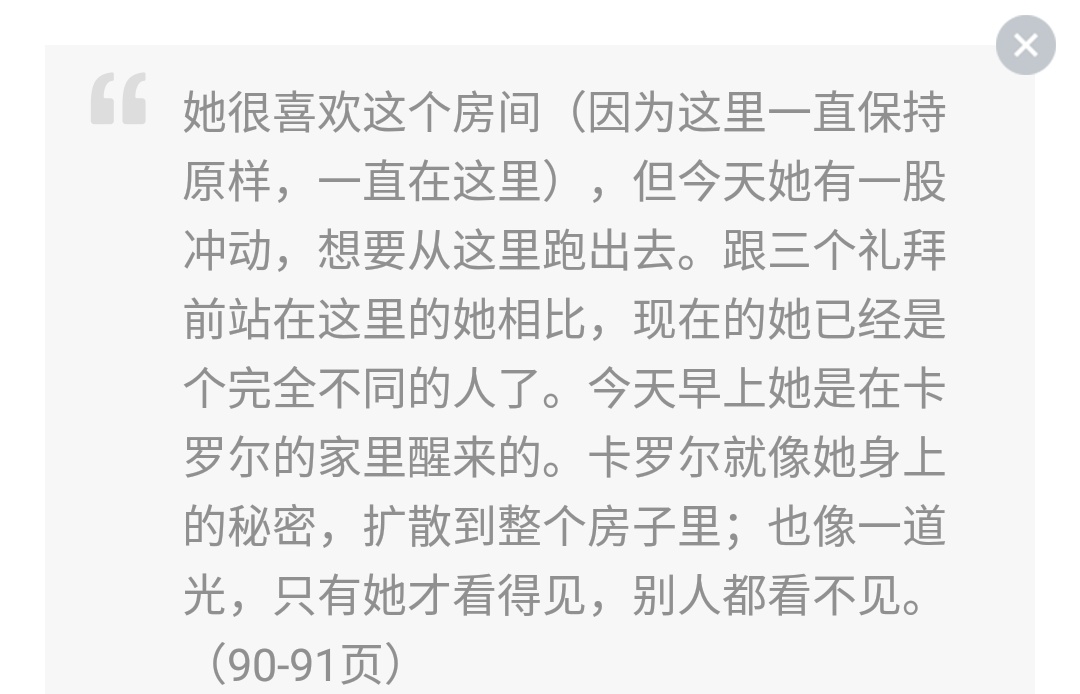 她很喜欢这个房间（因为这里一直保持
原样，一直在这里），但今天她有一股
冲动，想要从这里跑出去。跟三个礼拜
前站在这里的她相比，现在的她已经是
个完全不同的人了。今天早上她是在卡
罗尔的家里醒来的。卡罗尔就像她身上
的秘密，扩散到整个房子里；也像一道
光，只有她才看得见，别人都看不见。
（90-91页）